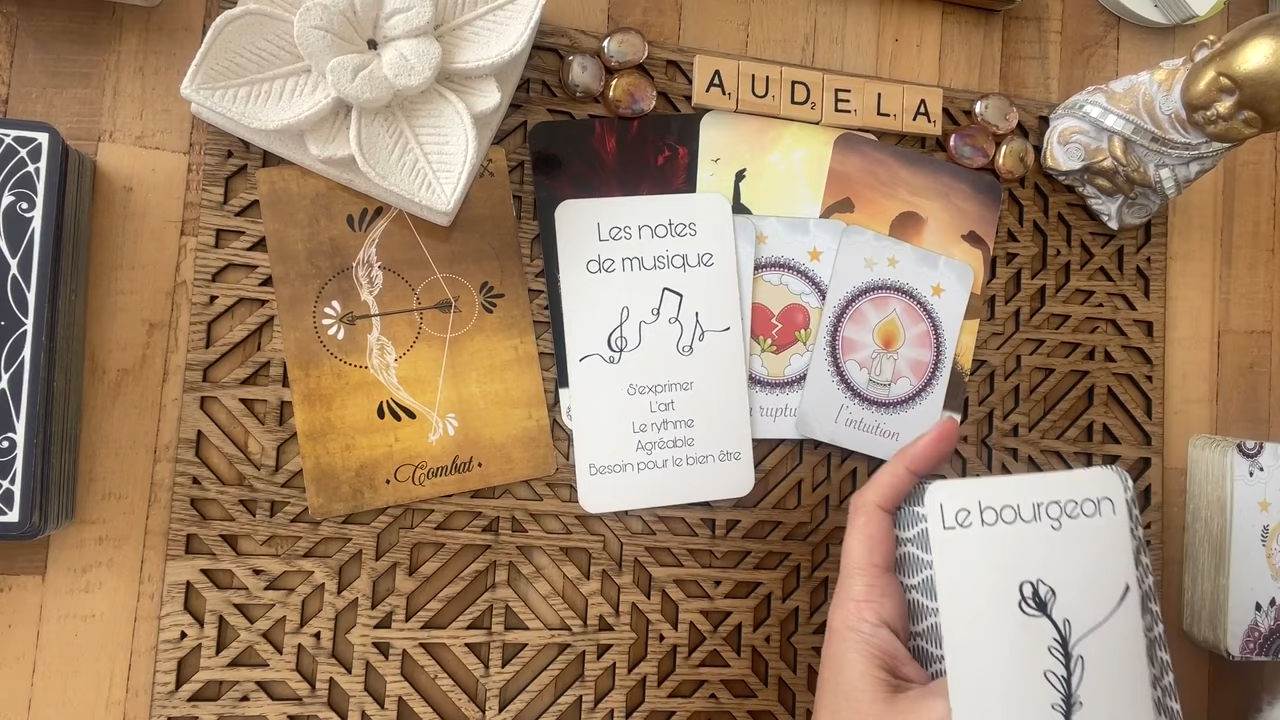 AUDELA
Les notes
de musique
S'exprimer
L'art
Le rythme
Agréable
Besoin pour le bien être
Combat
l'intuition
Le bourgeon